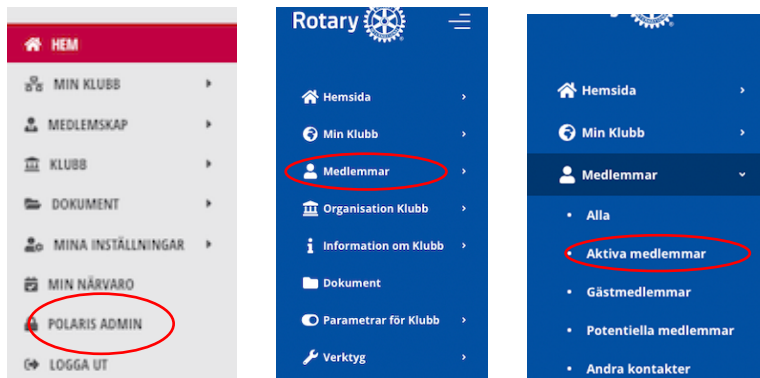 HEM
MIN KLUBB
MEDLEMSKAP
KLUBB
DOKUMENT
MINA INSTÄLLNINGAR
MIN NÄRVARO
POLARIS ADMIN
LOGGA UT
Rotary
Hemsida
Min Klubb
Medlemmar
Organisation Klubb
Information om Klubb
Dokument
Parametrar för Klubb
Verktyg
Hemsida
Min Klubb
Medlemmar
• Alla
• Aktiva medlemmar
• Gästmedlemmar
• Potentiella medlemmar
• Andra kontakter